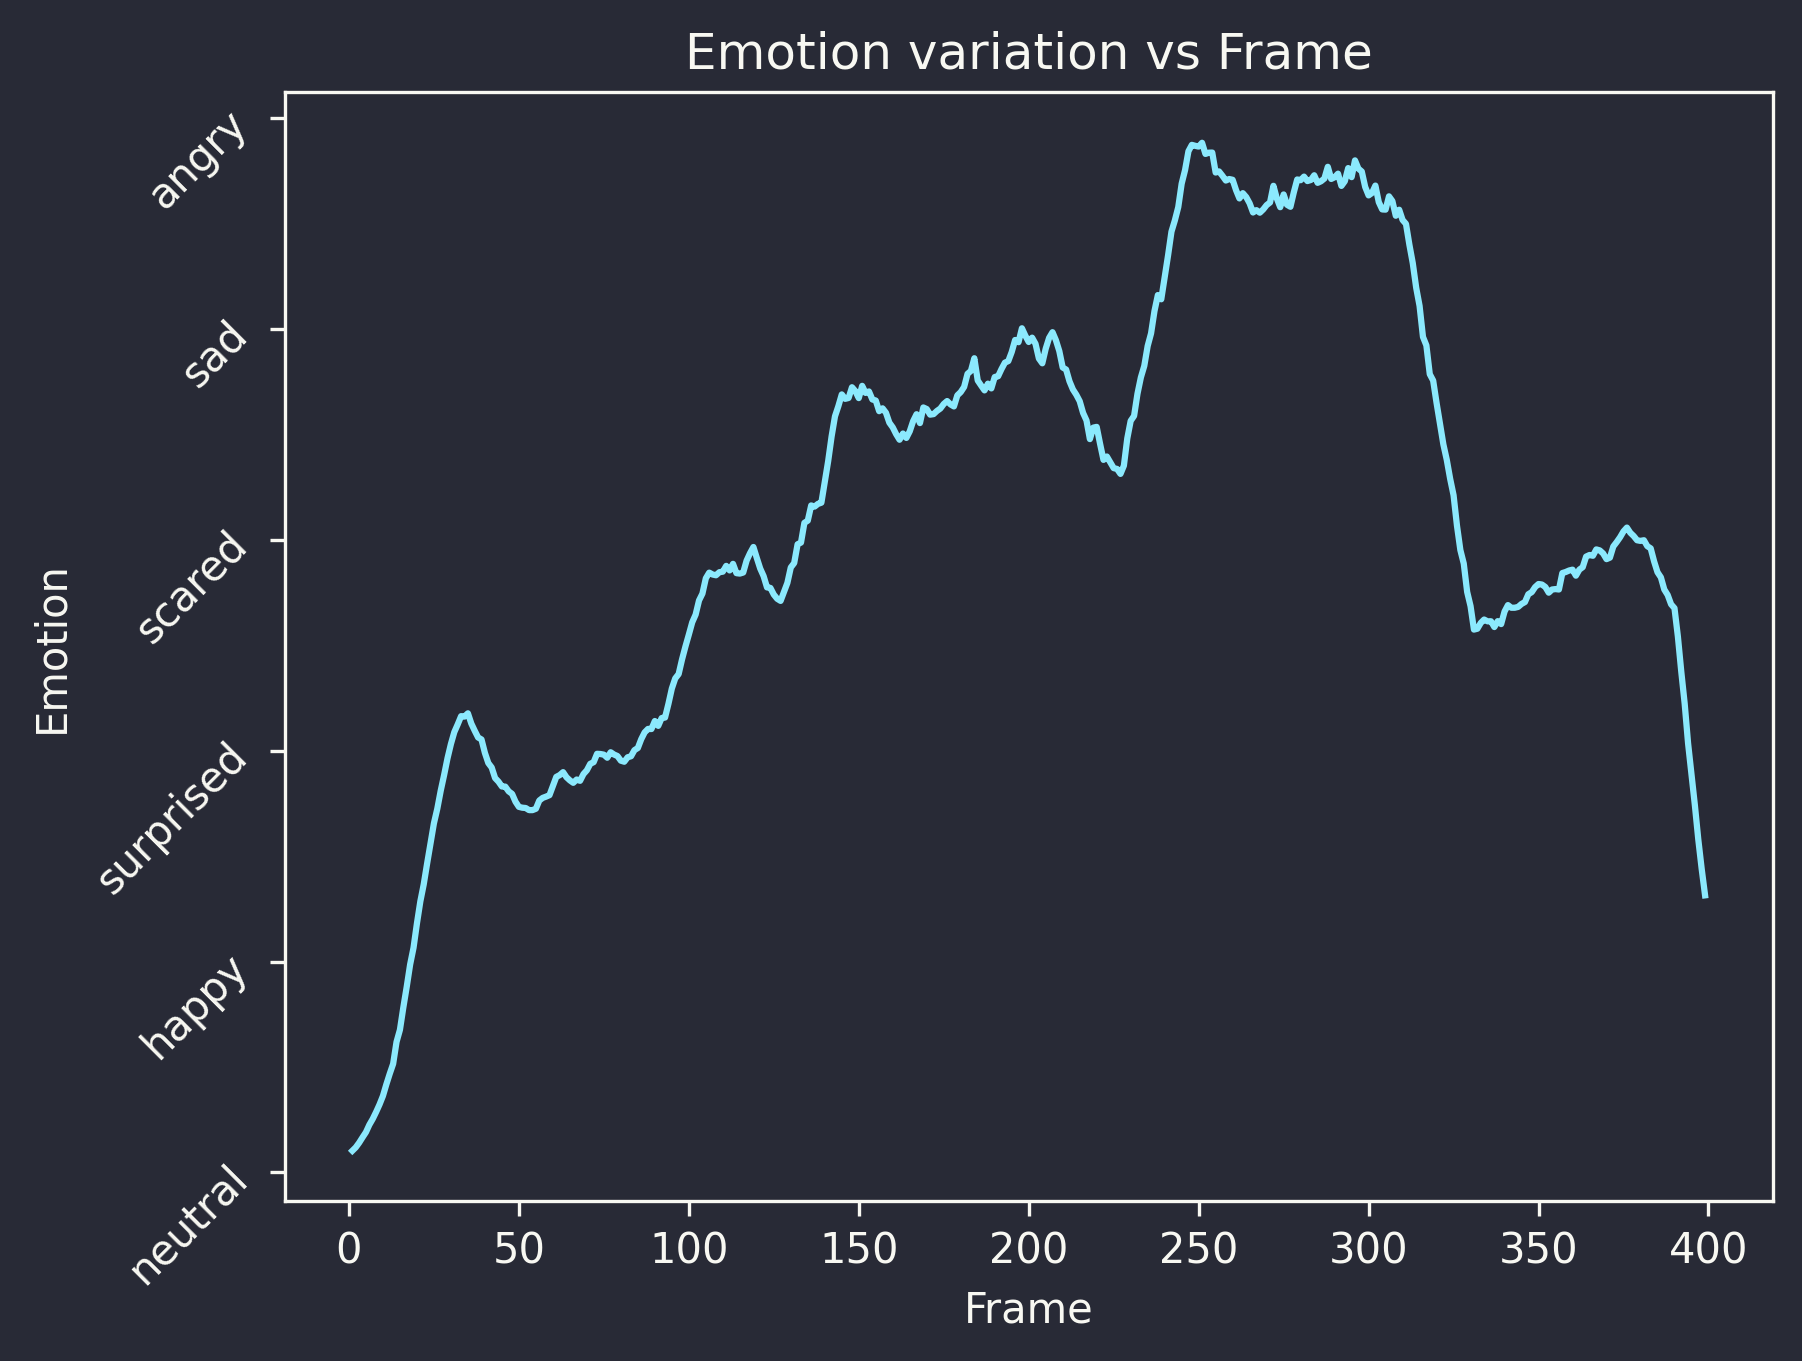 Emotion variation vs Frame
Emotion
angry
sad
scared
surprised
happy
neutral
0 50 100 150 200 250 300 350 400
Frame